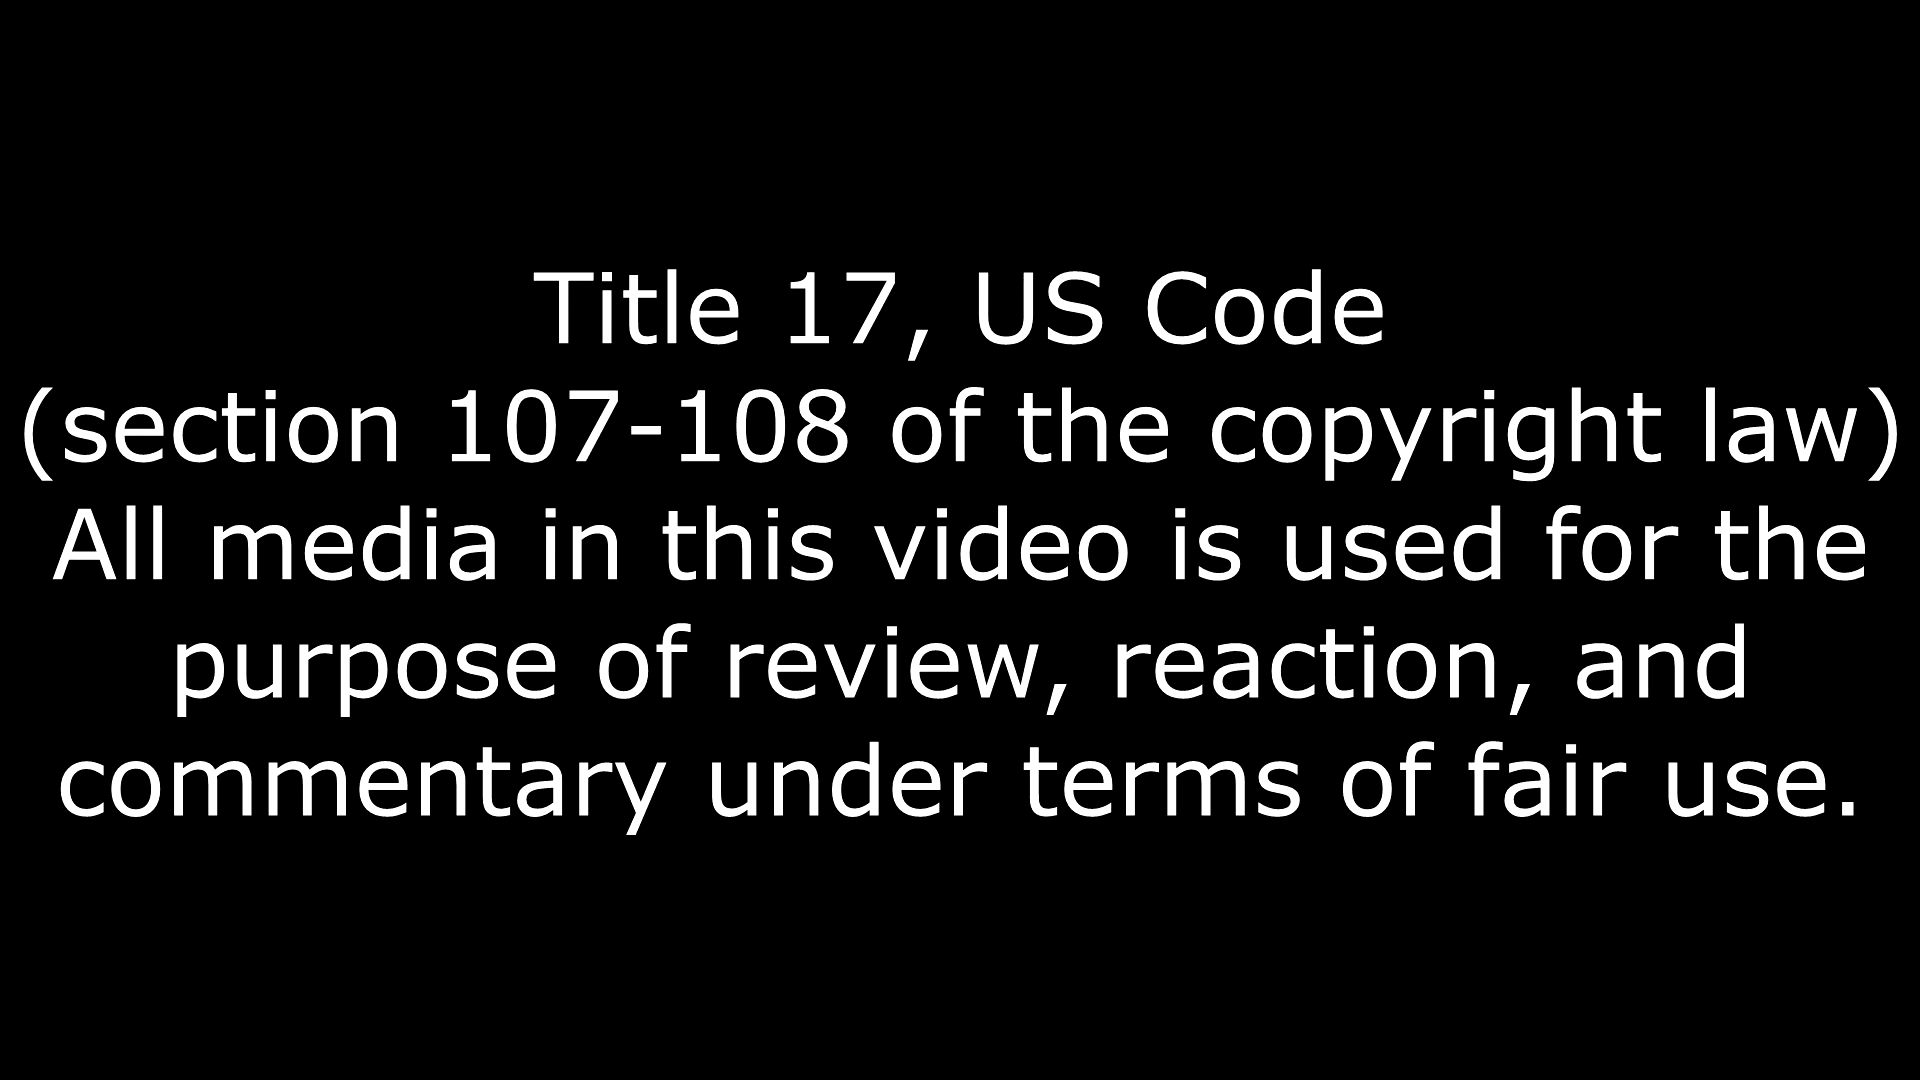 Title 17, US Code
(section 107-108 of the copyright law)
All media in this video is used for the
purpose of review, reaction, and
commentary under terms of fair use.